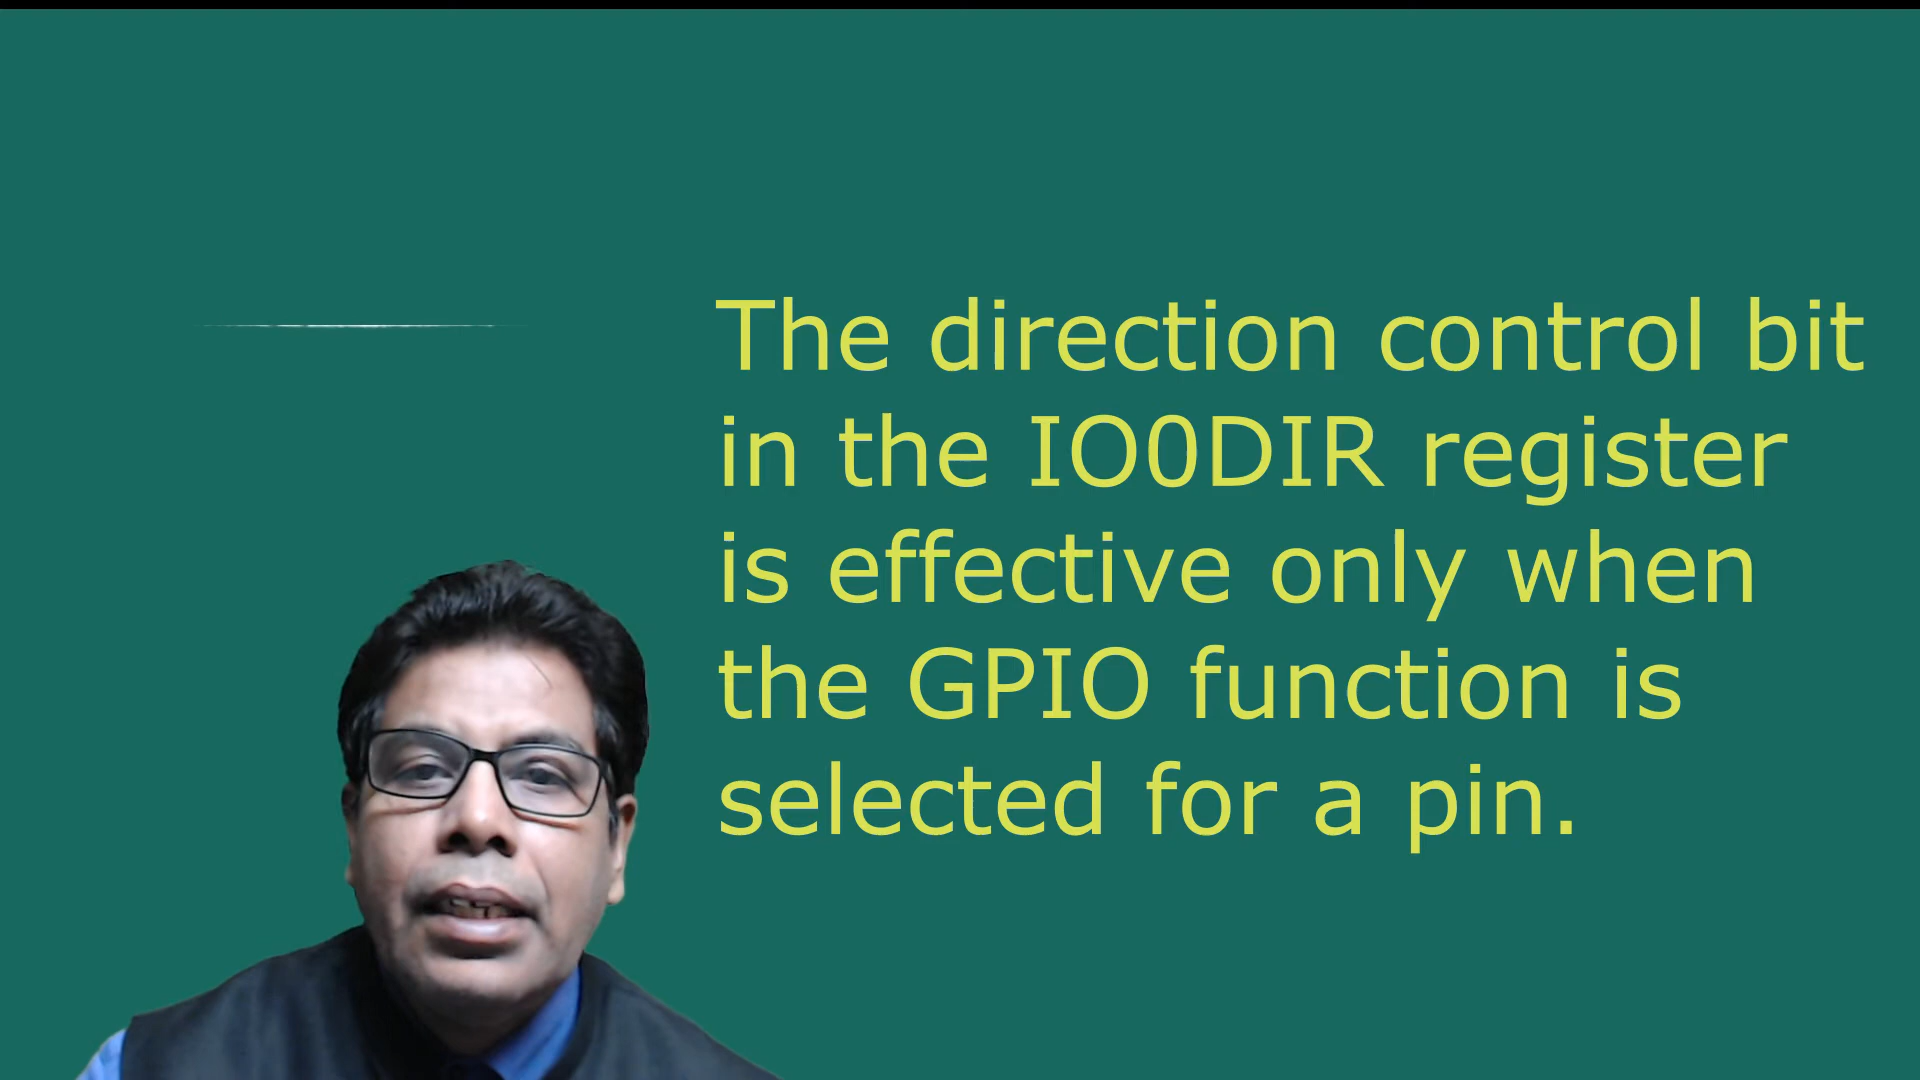 The direction control bit
in the IO0DIR register
is effective only when
the GPIO function is
selected for a pin.